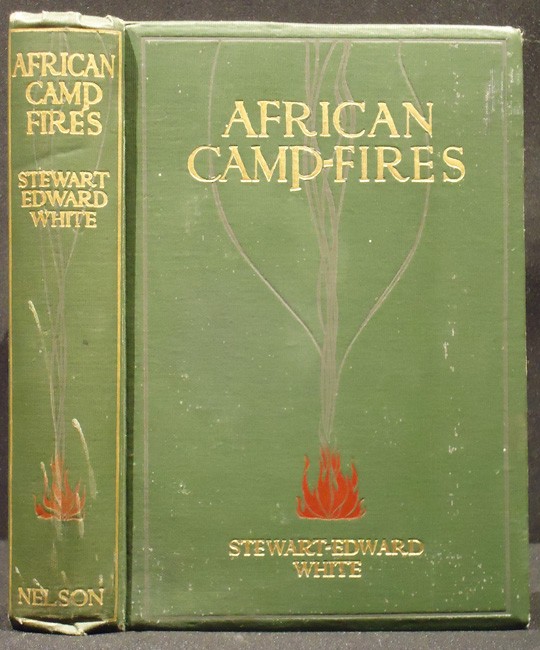 AFRICAN
CAMP
FIRES
STEWART
EDWARD
WHITE
NELSON
AFRICAN
CAMP-FIRES
STEWART-EDWARD
WHITE